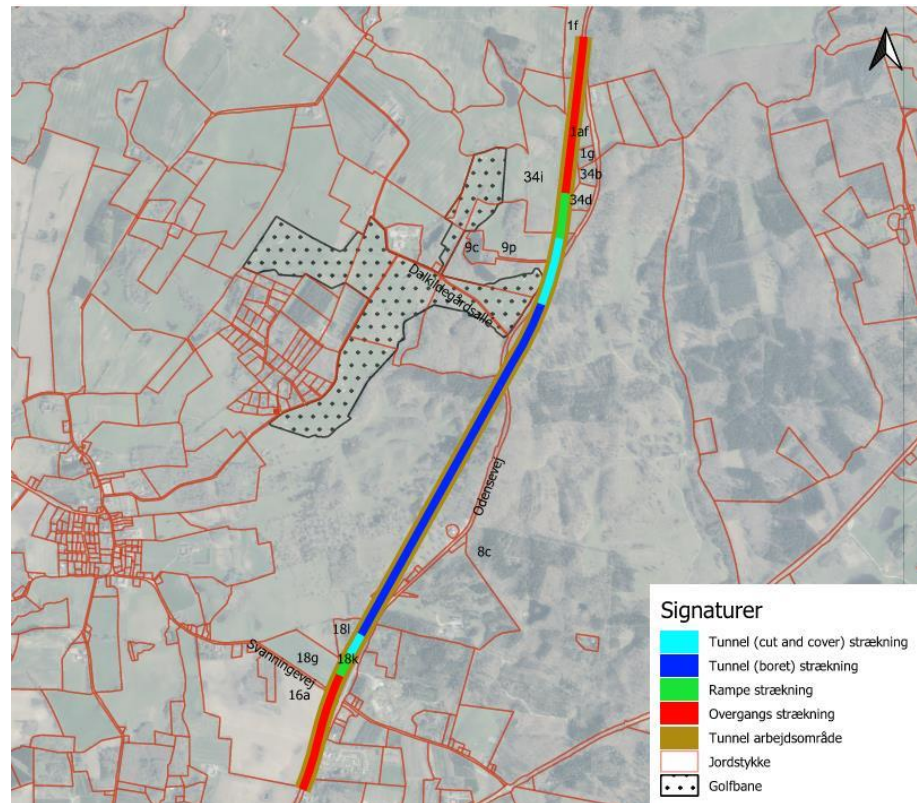 1f
1af
1g
34i
34b
34d
9c
9p
Dalkildegårdsallé
Odensevej
8c
18l
18g
18k
Svanningevej
16a
Signaturer
Tunnel (cut and cover) strækning
Tunnel (boret) strækning
Rampe strækning
Overgangs strækning
Tunnel arbejdsområde
Jordstykke
Golfbane